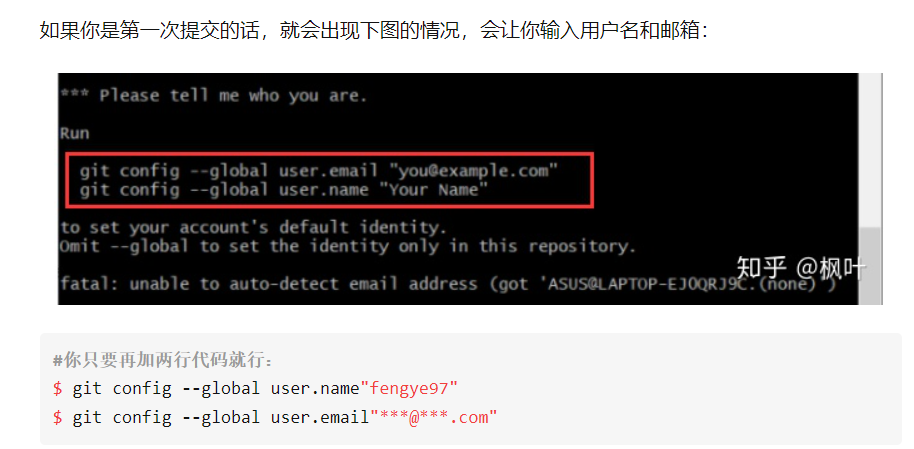 如果你是第一次提交的话，就会出现下图的情况，会让你输入用户名和邮箱：
*** Please tell me who you are.
Run
git config --global user.email "you@example.com"
git config --global user.name "Your Name"
to set your account's default identity.
Omit --global to set the identity only in this repository.
知乎 @枫叶
fatal: unable to auto-detect email address (got 'ASUS@LAPTOP-EJ0QRJ9C.(none)')
#你只要再加两行代码就行：
$ git config --global user.name"fengye97"
$ git config --global user.email"***@***.com"